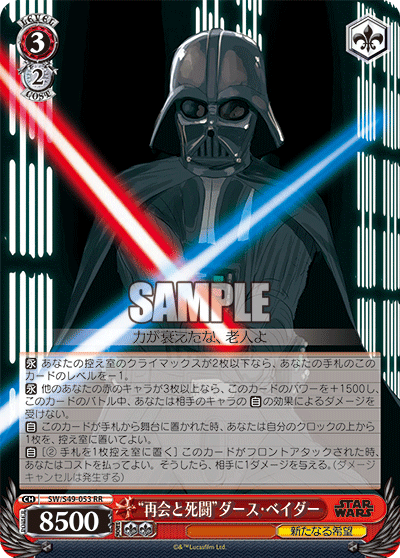 LEVEL
3
2
COST
SAMPLE
力が衰えたな、老人よ
永 あなたの控え室のクライマックスが2枚以下なら、あなたの手札のこの
カードのレベルを－1。
永 他のあなたの赤のキャラが3枚以上なら、このカードのパワーを＋1500し、
このカードのバトル中、あなたは相手のキャラの自の効果によるダメージを
受けない。
自 このカードが手札から舞台に置かれた時、あなたは自分のクロックの上から
1枚を、控え室に置いてよい。
自［② 手札を1枚控え室に置く］ このカードがフロントアタックされた時、
あなたはコストを払ってよい。そうしたら、相手に1ダメージを与える。（ダメージ
キャンセルは発生する）
CH
SW/S49-053 RR
POWER
8500
“再会と死闘”ダース・ベイダー
新たなる希望
STAR
WARS
©&™Lucasfilm Ltd.